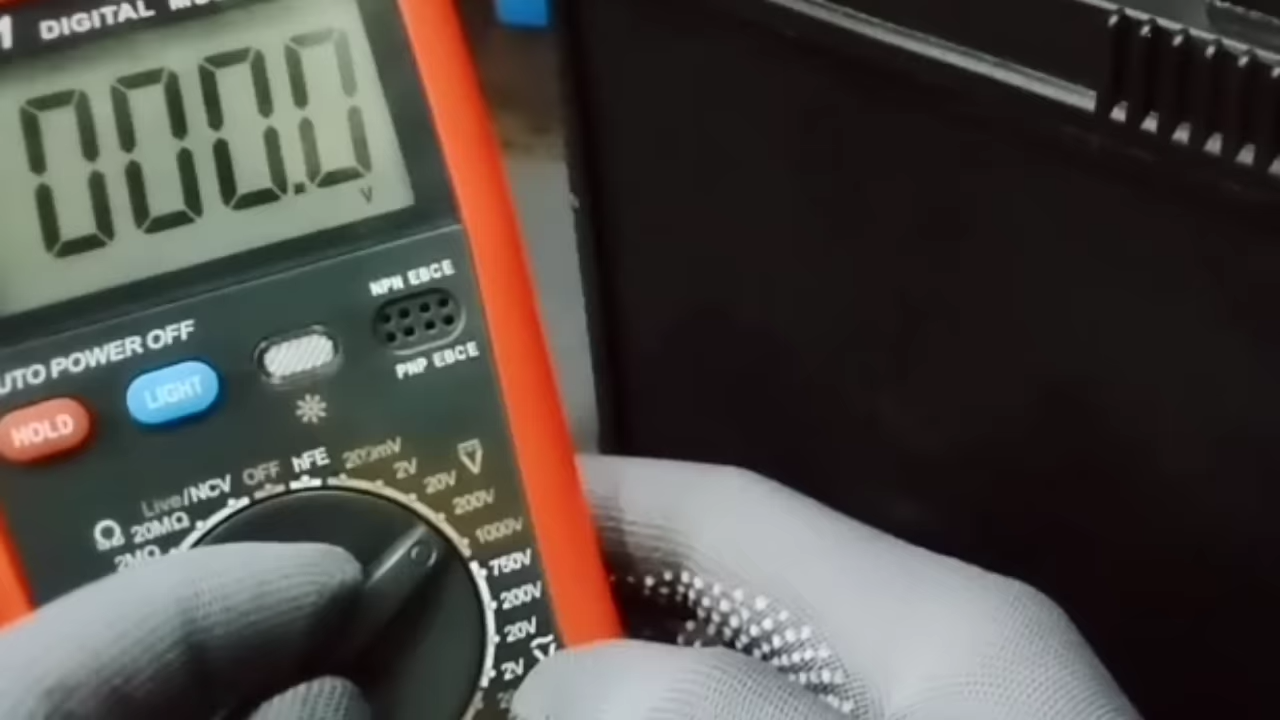 DIGITAL
000.0
V
NPN EBCE
PNP EBCE
AUTO POWER OFF
HOLD
LIGHT
Live/NCV
OFF
hFE
200mV
2V
20V
200V
1000V
Ω
20MΩ
2MΩ
750V
200V
20V
2V